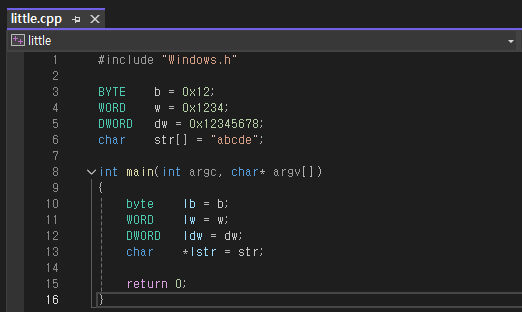 little.cpp
little
1 #include "Windows.h"
2
3 BYTE b = 0x12;
4 WORD w = 0x1234;
5 DWORD dw = 0x12345678;
6 char str[] = "abcde";
7
8 int main(int argc, char* argv[])
9 {
10 byte lb = b;
11 WORD lw = w;
12 DWORD ldw = dw;
13 char *lstr = str;
14
15 return 0;
16 }